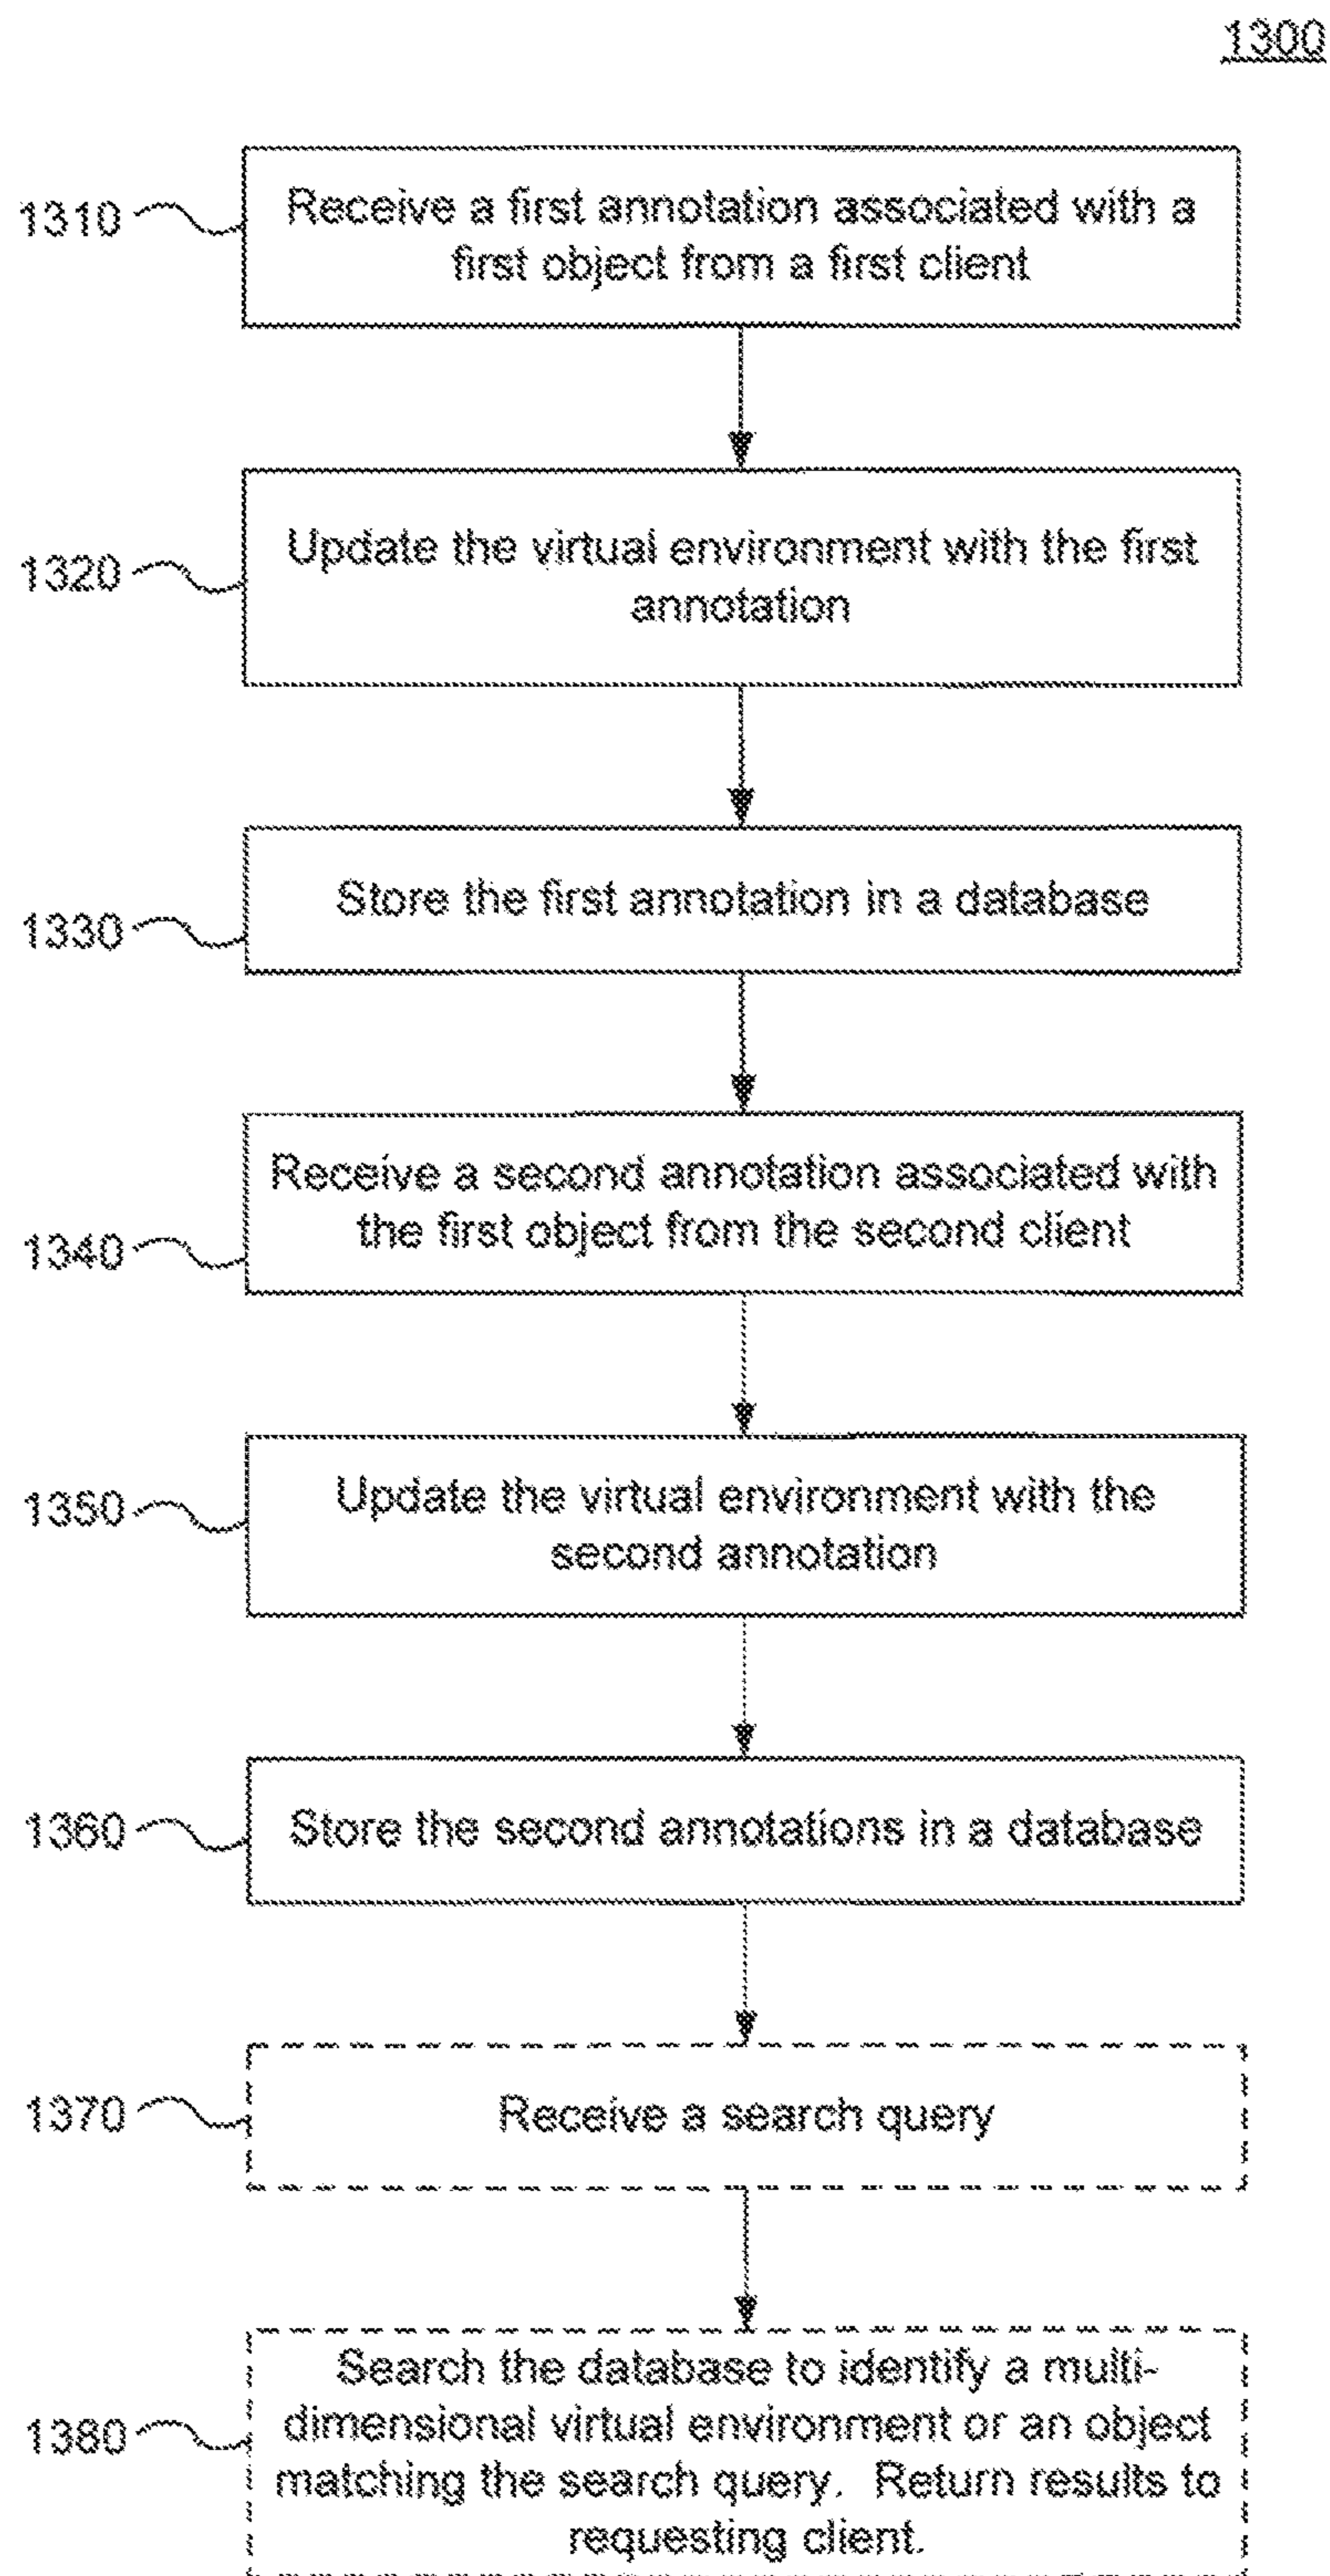 1300
1310
Receive a first annotation associated with a
first object from a first client
1320
Update the virtual environment with the first
annotation
1330
Store the first annotation in a database
1340
Receive a second annotation associated with
the first object from the second client
1350
Update the virtual environment with the
second annotation
1360
Store the second annotations in a database
1370
Receive a search query
1380
Search the database to identify a multi-
dimensional virtual environment or an object
matching the search query.  Return results to
requesting client.